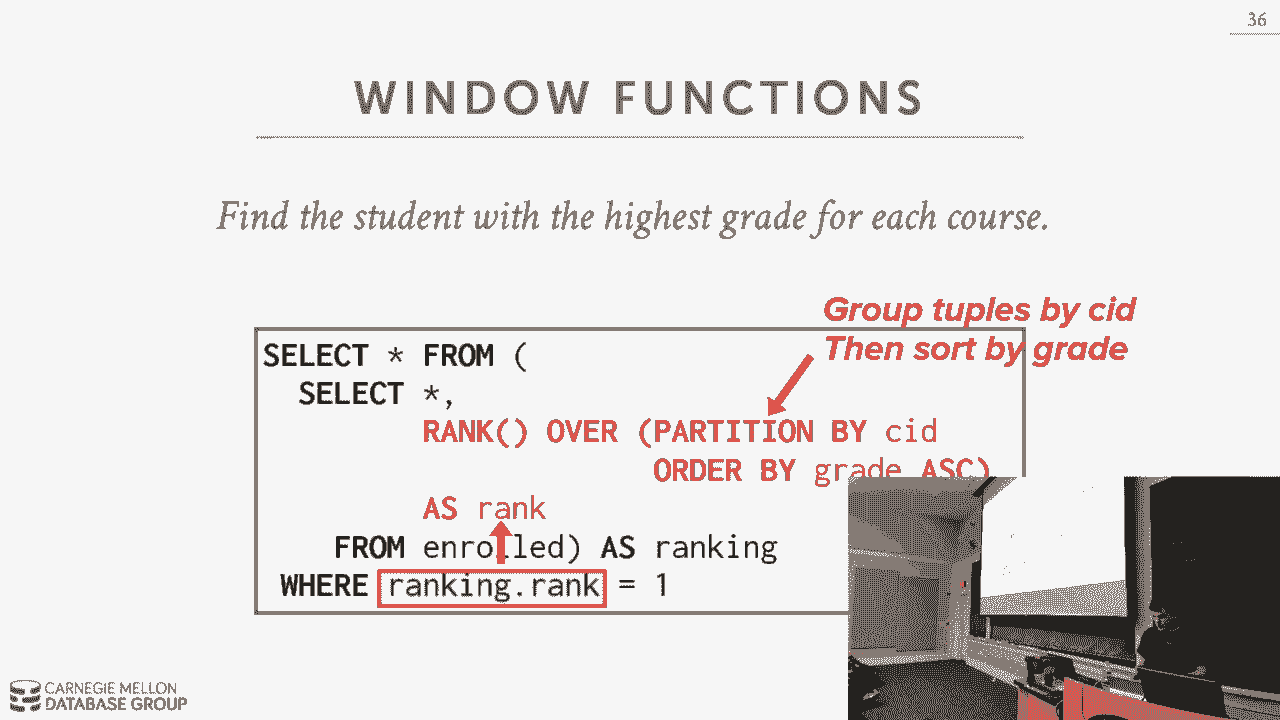 36
WINDOW FUNCTIONS
Find the student with the highest grade for each course.
Group tuples by cid
Then sort by grade
SELECT * FROM (
SELECT *,
RANK() OVER (PARTITION BY cid
ORDER BY grade ASC)
AS rank
FROM enrolled) AS ranking
WHERE ranking.rank = 1
CARNEGIE MELLON
DATABASE GROUP